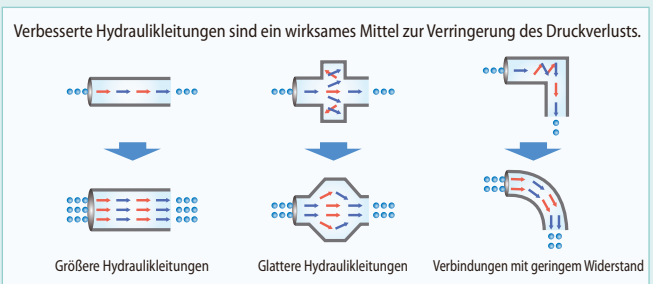 Verbesserte Hydraulikleitungen sind ein wirksames Mittel zur Verringerung des Druckverlusts.
Größere Hydraulikleitungen
Glattere Hydraulikleitungen
Verbindungen mit geringem Widerstand